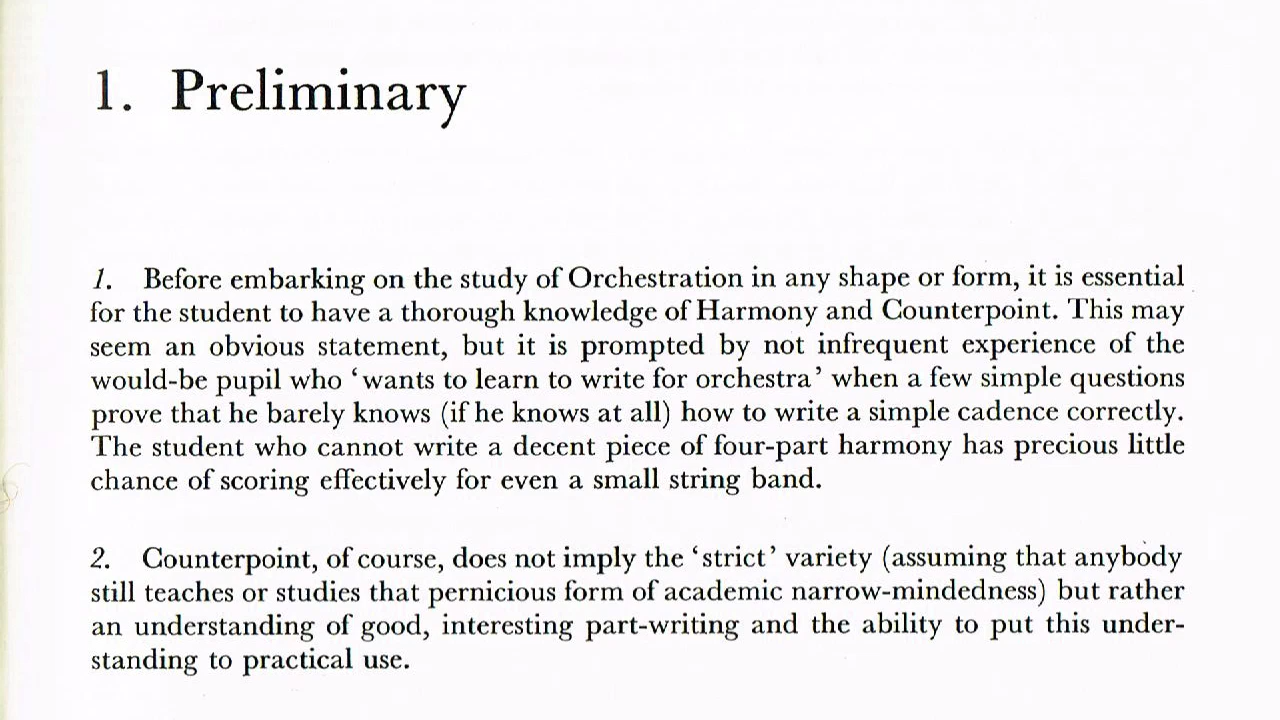 1. Preliminary
1. Before embarking on the study of Orchestration in any shape or form, it is essential
for the student to have a thorough knowledge of Harmony and Counterpoint. This may
seem an obvious statement, but it is prompted by not infrequent experience of the
would-be pupil who ‘wants to learn to write for orchestra’ when a few simple questions
prove that he barely knows (if he knows at all) how to write a simple cadence correctly.
The student who cannot write a decent piece of four-part harmony has precious little
chance of scoring effectively for even a small string band.
2. Counterpoint, of course, does not imply the ‘strict’ variety (assuming that anybody
still teaches or studies that pernicious form of academic narrow-mindedness) but rather
an understanding of good, interesting part-writing and the ability to put this under-
standing to practical use.